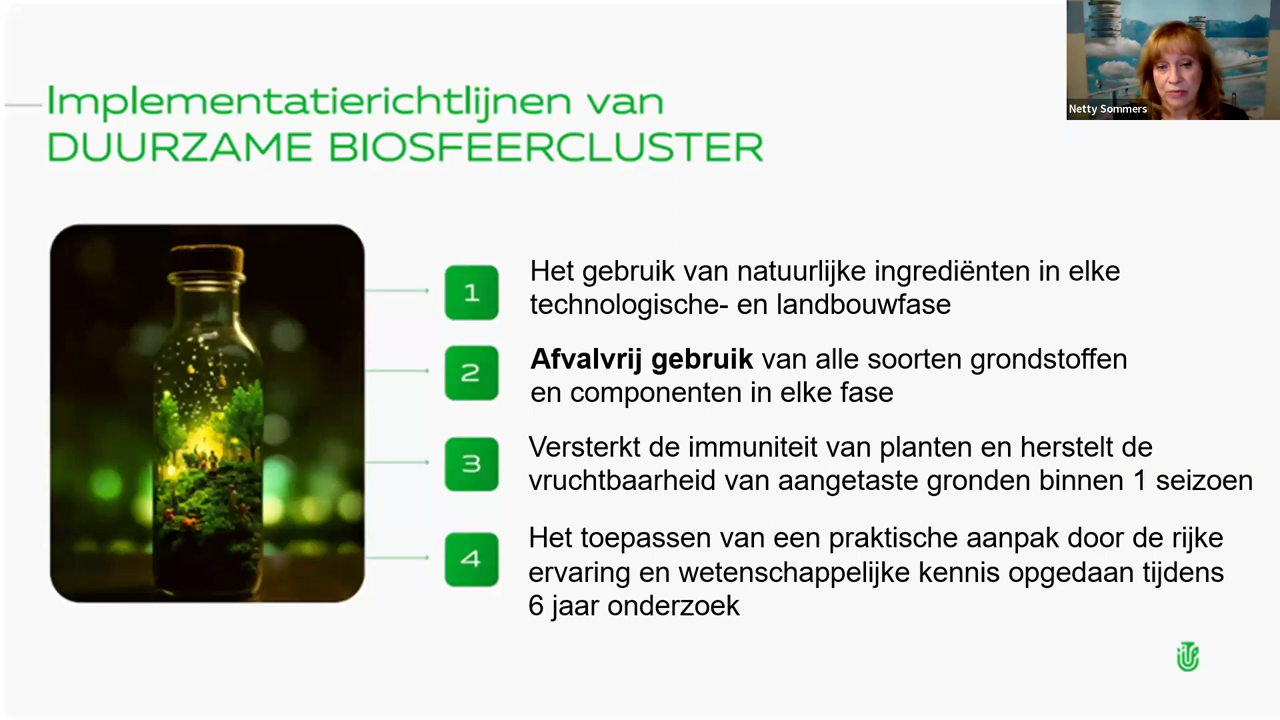 Netty Sommers
Implementatierichtlijnen van
DUURZAME BIOSFEERCLUSTER
1
Het gebruik van natuurlijke ingrediënten in elke
technologische- en landbouwfase
2
Afvalvrij gebruik van alle soorten grondstoffen
en componenten in elke fase
3
Versterkt de immuniteit van planten en herstelt de
vruchtbaarheid van aangetaste gronden binnen 1 seizoen
4
Het toepassen van een praktische aanpak door de rijke
ervaring en wetenschappelijke kennis opgedaan tijdens
6 jaar onderzoek